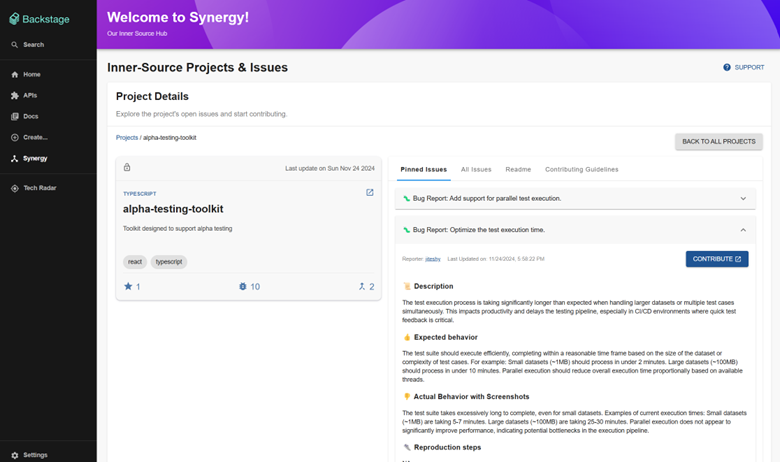 Backstage
Search
Home
APIs
Docs
Create...
Synergy
Tech Radar
Settings
Welcome to Synergy!
Our Inner Source Hub
Inner-Source Projects & Issues
SUPPORT
Project Details
Explore the project's open issues and start contributing.
Projects / alpha-testing-toolkit
BACK TO ALL PROJECTS
Last update on Sun Nov 24 2024
TYPESCRIPT
alpha-testing-toolkit
Toolkit designed to support alpha testing
react typescript
1 10 2
Pinned Issues All Issues Readme Contributing Guidelines
Bug Report: Add support for parallel test execution.
Bug Report: Optimize the test execution time.
Reporter: Last Updated on 11/24/2024, 5:58:22 PM
CONTRIBUTE
Description
The test execution process is taking significantly longer than expected when handling larger datasets or multiple test cases
simultaneously. This impacts productivity and delays the testing pipeline, especially in CI/CD environments where quick test
feedback is critical.
Expected behavior
The test suite should execute efficiently, completing within a reasonable time frame based on the size of the dataset or
complexity of test cases. For example: Small datasets (~1MB) should process in under 2 minutes. Large datasets (~100MB)
should process in under 10 minutes. Parallel execution should reduce overall execution time proportionally based on available
threads.
Actual Behavior with Screenshots
The test suite takes excessively long to complete, even for small datasets. Examples of current execution times: Small datasets
(~1MB) are taking 5-7 minutes. Large datasets (~100MB) are taking 25-30 minutes. Parallel execution does not appear to
significantly improve performance, indicating potential bottlenecks in the execution pipeline.
Reproduction steps